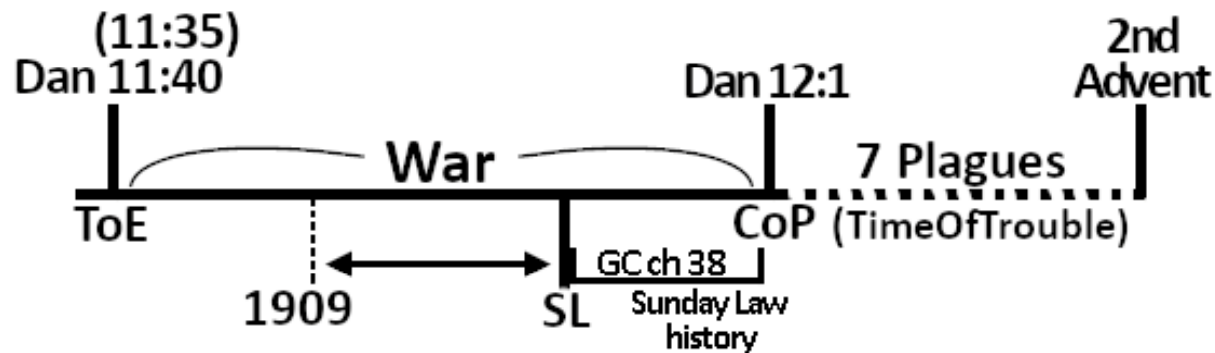 (11:35)
Dan 11:40
Dan 12:1
2nd
Advent
War
7 Plagues
ToE
CoP (TimeOfTrouble)
GC ch 38
1909
SL
Sunday Law
history